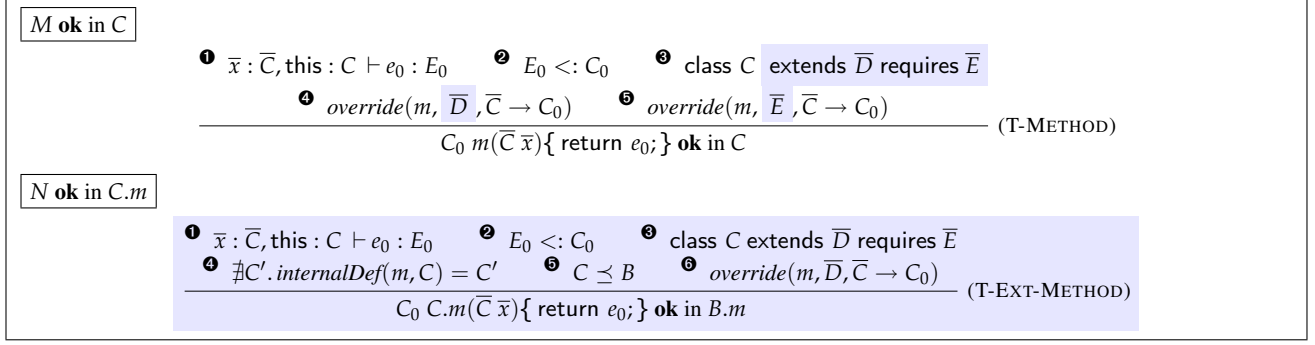 M ok in C
❶ x̅ : C̅, this : C ⊢ e₀ : E₀ ❷ E₀ <: C₀ ❸ class C extends D̅ requires E̅
❹ override(m, D̅ , C̅ → C₀) ❺ override(m, E̅ , C̅ → C₀)
(T-METHOD)
C₀ m(C̅ x̅){ return e₀; } ok in C
N ok in C.m
❶ x̅ : C̅, this : C ⊢ e₀ : E₀ ❷ E₀ <: C₀ ❸ class C extends D̅ requires E̅
❹ ∄C′. internalDef(m, C) = C′ ❺ C ⪯ B ❻ override(m, D̅, C̅ → C₀)
(T-EXT-METHOD)
C₀ C.m(C̅ x̅){ return e₀; } ok in B.m